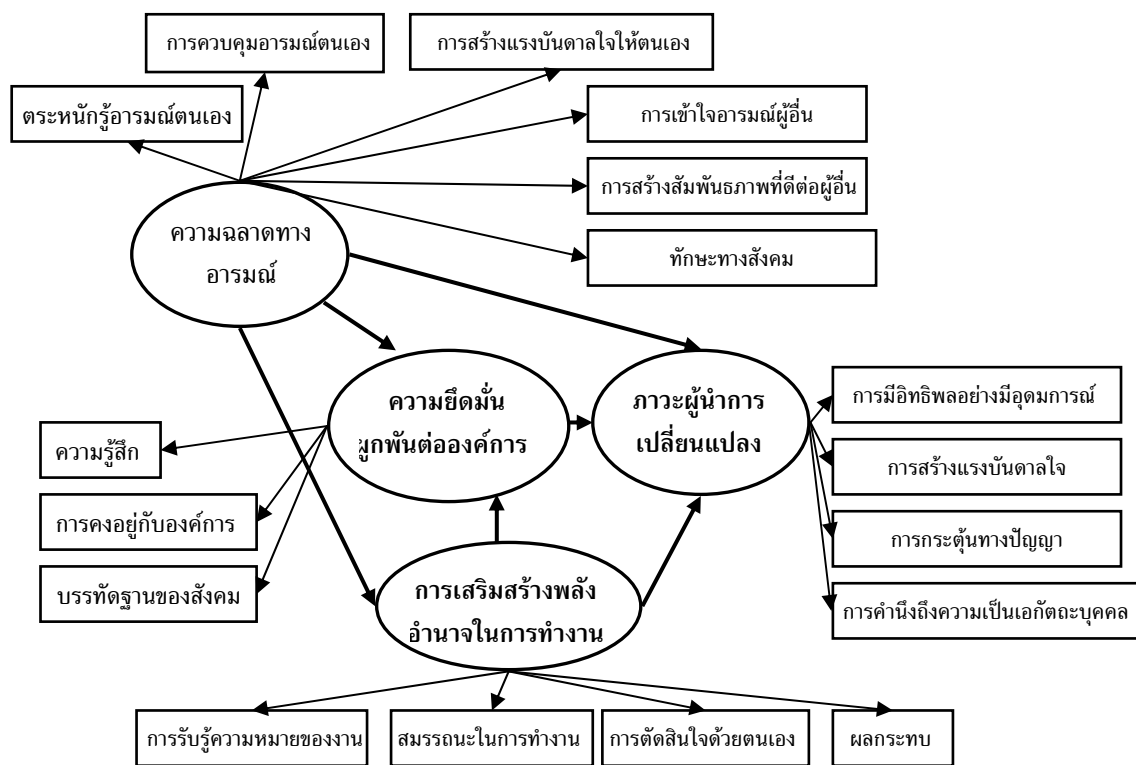 การควบคุมอารมณ์ตนเอง
การสร้างแรงบันดาลใจให้ตนเอง
ตระหนักรู้อารมณ์ตนเอง
การเข้าใจอารมณ์ผู้อื่น
การสร้างสัมพันธภาพที่ดีต่อผู้อื่น
ความฉลาดทาง
อารมณ์
ทักษะทางสังคม
ความยึดมั่น
ผูกพันต่อองค์การ
ภาวะผู้นำการ
เปลี่ยนแปลง
การมีอิทธิพลอย่างมีอุดมการณ์
ความรู้สึก
การสร้างแรงบันดาลใจ
การคงอยู่กับองค์การ
การกระตุ้นทางปัญญา
บรรทัดฐานของสังคม
การเสริมสร้างพลัง
อำนาจในการทำงาน
การคำนึงถึงความเป็นเอกัตถะบุคคล
การรับรู้ความหมายของงาน
สมรรถนะในการทำงาน
การตัดสินใจด้วยตนเอง
ผลกระทบ